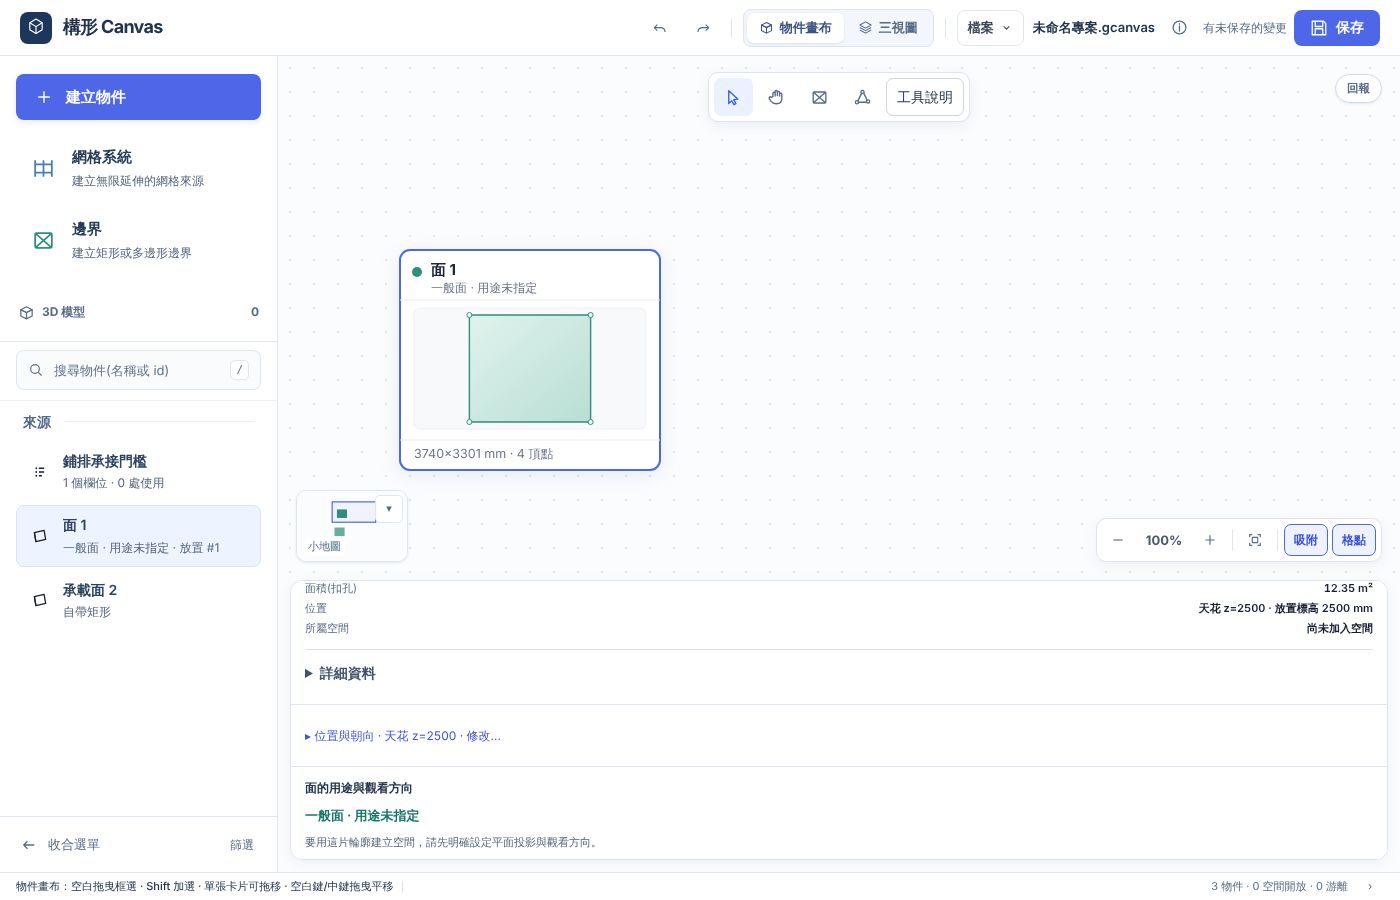 構形 Canvas
物件畫布
三視圖
檔案
未命名專案.gcanvas
有未保存的變更
保存
建立物件
網格系統
建立無限延伸的網格來源
邊界
建立矩形或多邊形邊界
3D 模型
0
搜尋物件(名稱或 id)
/
來源
鋪排承接門檻
1 個欄位 · 0 處使用
面 1
一般面 · 用途未指定 · 放置 #1
承載面 2
自帶矩形
收合選單
篩選
工具說明
回報
面 1
一般面 · 用途未指定
3740×3301 mm · 4 頂點
小地圖
100%
吸附
格點
面積(扣孔)
12.35 m²
位置
天花 z=2500 · 放置標高 2500 mm
所屬空間
尚未加入空間
▶ 詳細資料
▸ 位置與朝向 · 天花 z=2500 · 修改…
面的用途與觀看方向
一般面 · 用途未指定
要用這片輪廓建立空間，請先明確設定平面投影與觀看方向。
物件畫布：空白拖曳框選 · Shift 加選 · 單張卡片可拖移 · 空白鍵/中鍵拖曳平移
3 物件 · 0 空間開放 · 0 游離